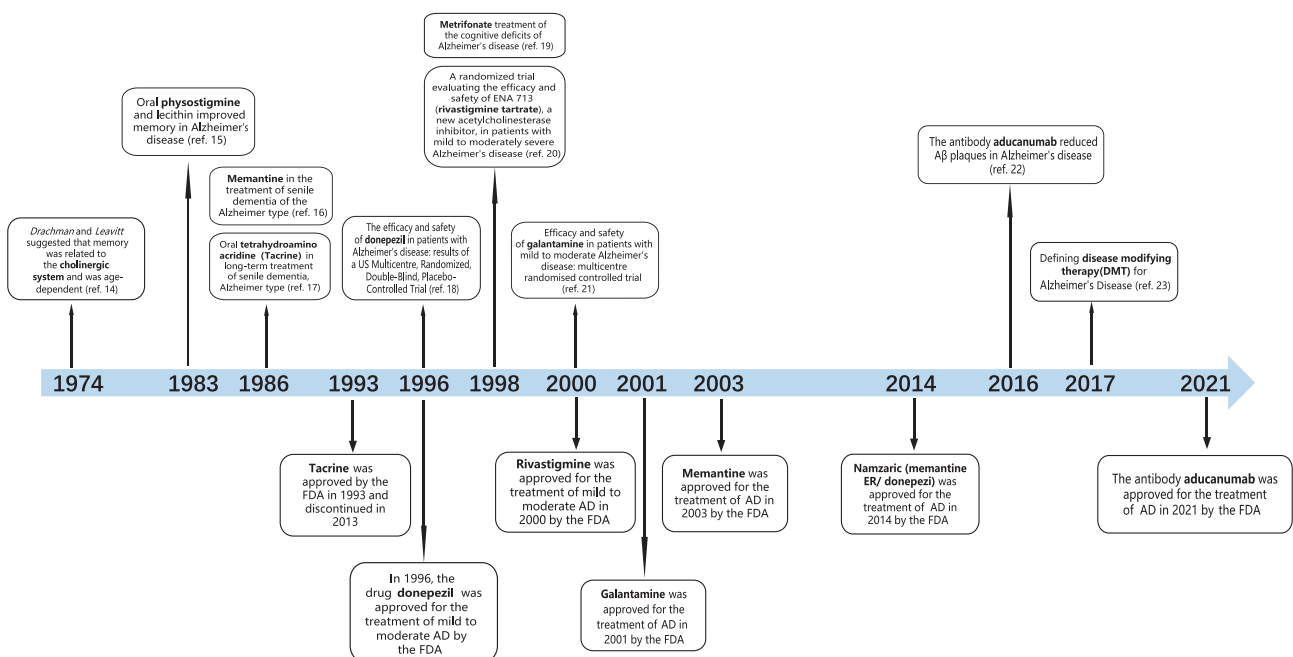 Metrifonate treatment of
the cognitive deficits of
Alzheimer's disease (ref. 19)
A randomized trial
evaluating the efficacy and
safety of ENA 713
(rivastigmine tartrate), a
new acetylcholinesterase
inhibitor, in patients with
mild to moderately severe
Alzheimer's disease (ref. 20)
Oral physostigmine
and lecithin improved
memory in Alzheimer's
disease (ref. 15)
The antibody aducanumab reduced
Aβ plaques in Alzheimer's disease
(ref. 22)
Memantine in the
treatment of senile
dementia of the
Alzheimer type (ref. 16)
Drachman and Leavitt
suggested that memory
was related to
the cholinergic
system and was age-
dependent (ref. 14)
Oral tetrahydroamino
acridine (Tacrine) in
long-term treatment
of senile dementia,
Alzheimer type (ref. 17)
The efficacy and safety
of donepezil in patients with
Alzheimer's disease: results of
a US Multicentre, Randomized,
Double-Blind, Placebo-
Controlled Trial (ref. 18)
Efficacy and safety
of galantamine in patients with
mild to moderate Alzheimer's
disease: multicentre
randomised controlled trial
(ref. 21)
Defining disease modifying
therapy(DMT) for
Alzheimer's Disease (ref. 23)
1974 1983 1986 1993 1996 1998 2000 2001 2003 2014 2016 2017 2021
Tacrine was
approved by the
FDA in 1993 and
discontinued in
2013
Rivastigmine was
approved for the
treatment of mild to
moderate AD in
2000 by the FDA
Memantine was
approved for the
treatment of AD in
2003 by the FDA
Namzaric (memantine
ER/ donepezi) was
approved for the
treatment of AD in
2014 by the FDA
The antibody aducanumab was
approved for the treatment
of AD in 2021 by the FDA
In 1996, the
drug donepezil was
approved for the
treatment of mild to
moderate AD by
the FDA
Galantamine was
approved for the
treatment of AD in
2001 by the FDA